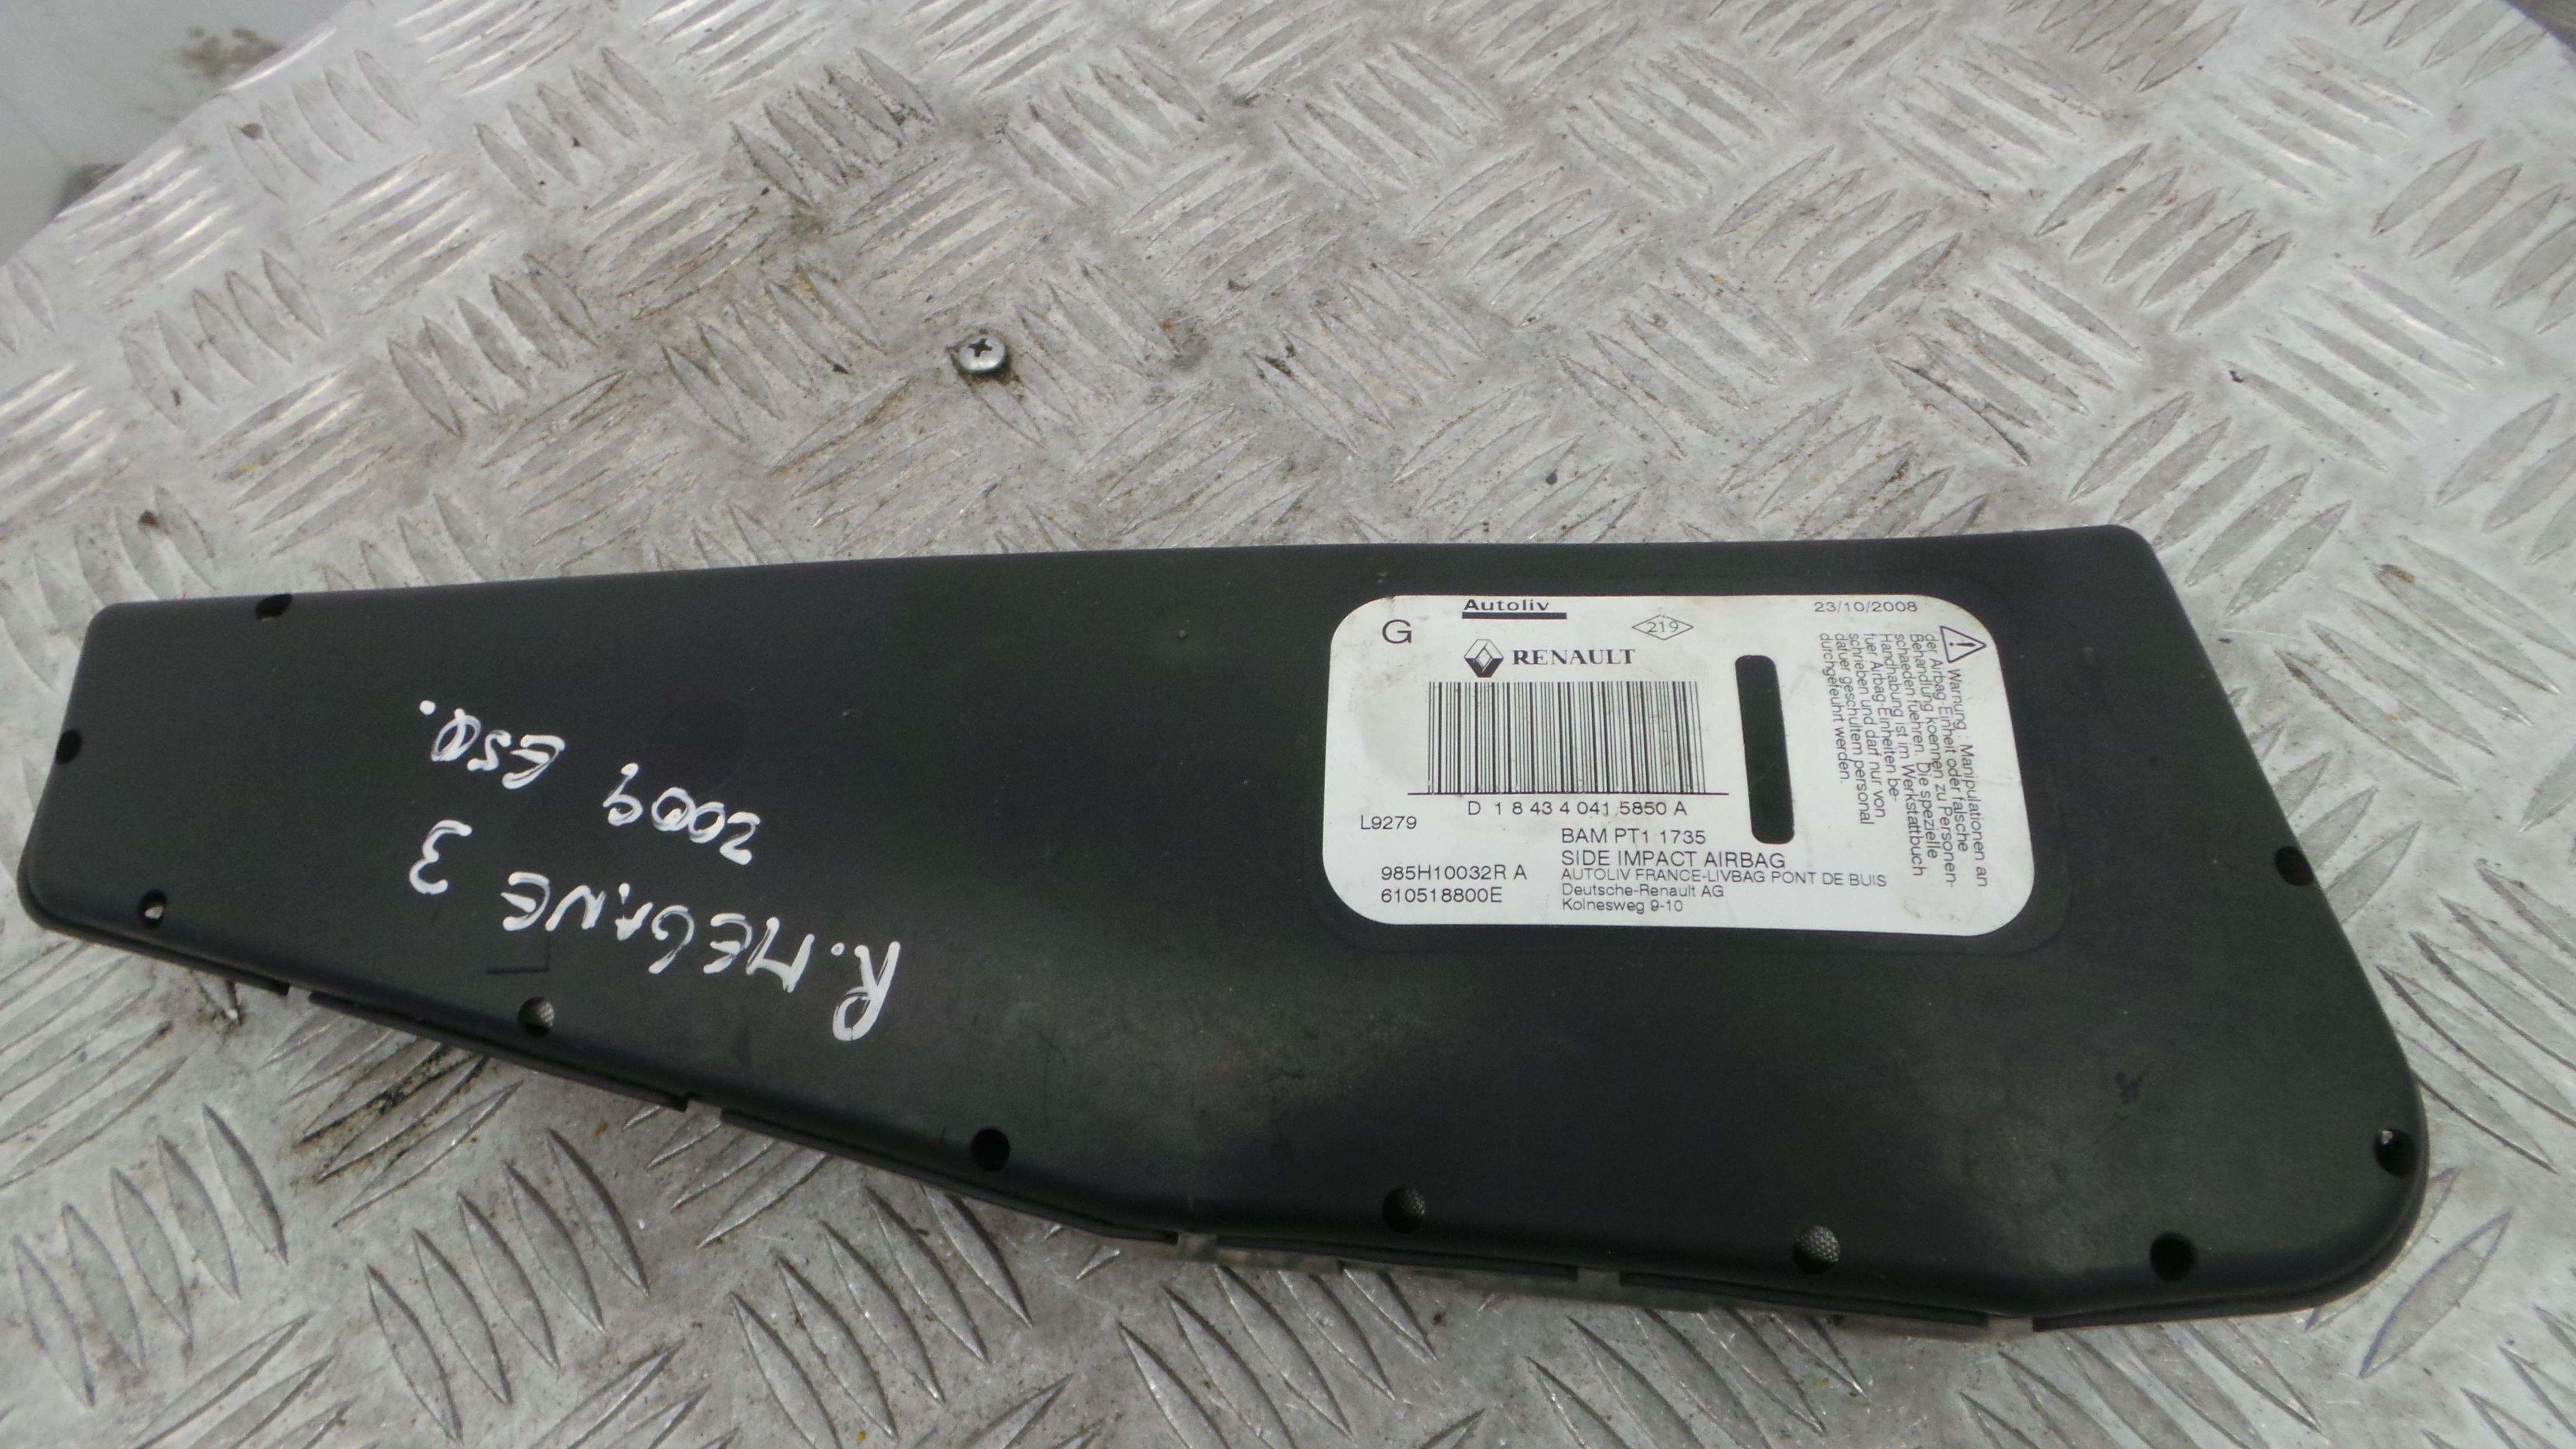 Autoliv
23/10/2008
G
219
RENAULT
D 1 8 43 4 041 5850 A
L9279
BAM PT1 1735
SIDE IMPACT AIRBAG
985H10032R A
AUTOLIV FRANCE-LIVBAG PONT DE BUIS
610518800E
Deutsche-Renault AG
Kolnesweg 9-10
Warnung : Manipulationen an
der Airbag-Einheit oder falsche
Behandlung koennen zu Personen-
schaeden fuehren. Die spezielle
Handhabung ist im Werkstattbuch
fuer Airbag-Einheiten be-
schrieben und darf nur von
dafuer geschultem personal
durchgefeuhrt werden.
R.MEGANE 3
2009 ESQ.